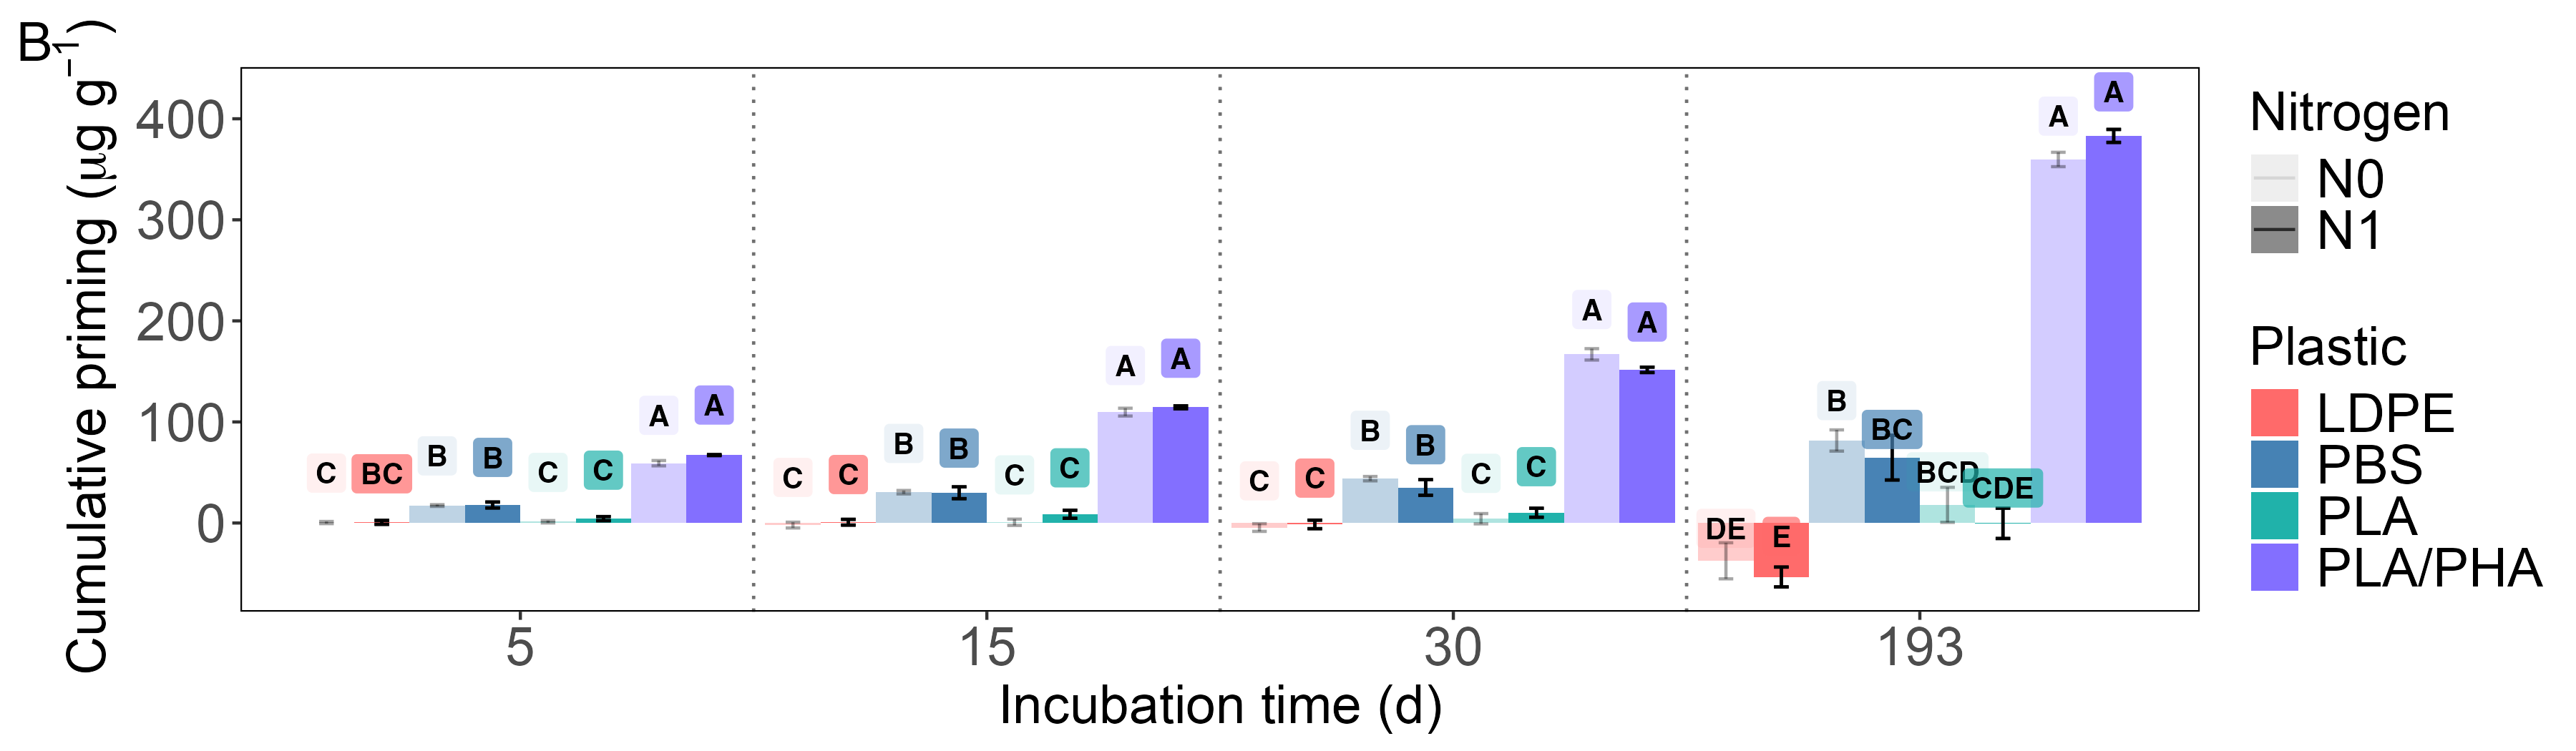 B
Cumulative priming (µg g⁻¹)
400
300
200
100
0
C BC B B C C A A
C C B B C C A A
C C B B C C A A
DE E B BC BCD CDE A A
5 15 30 193
Incubation time (d)
Nitrogen
N0
N1
Plastic
LDPE
PBS
PLA
PLA/PHA